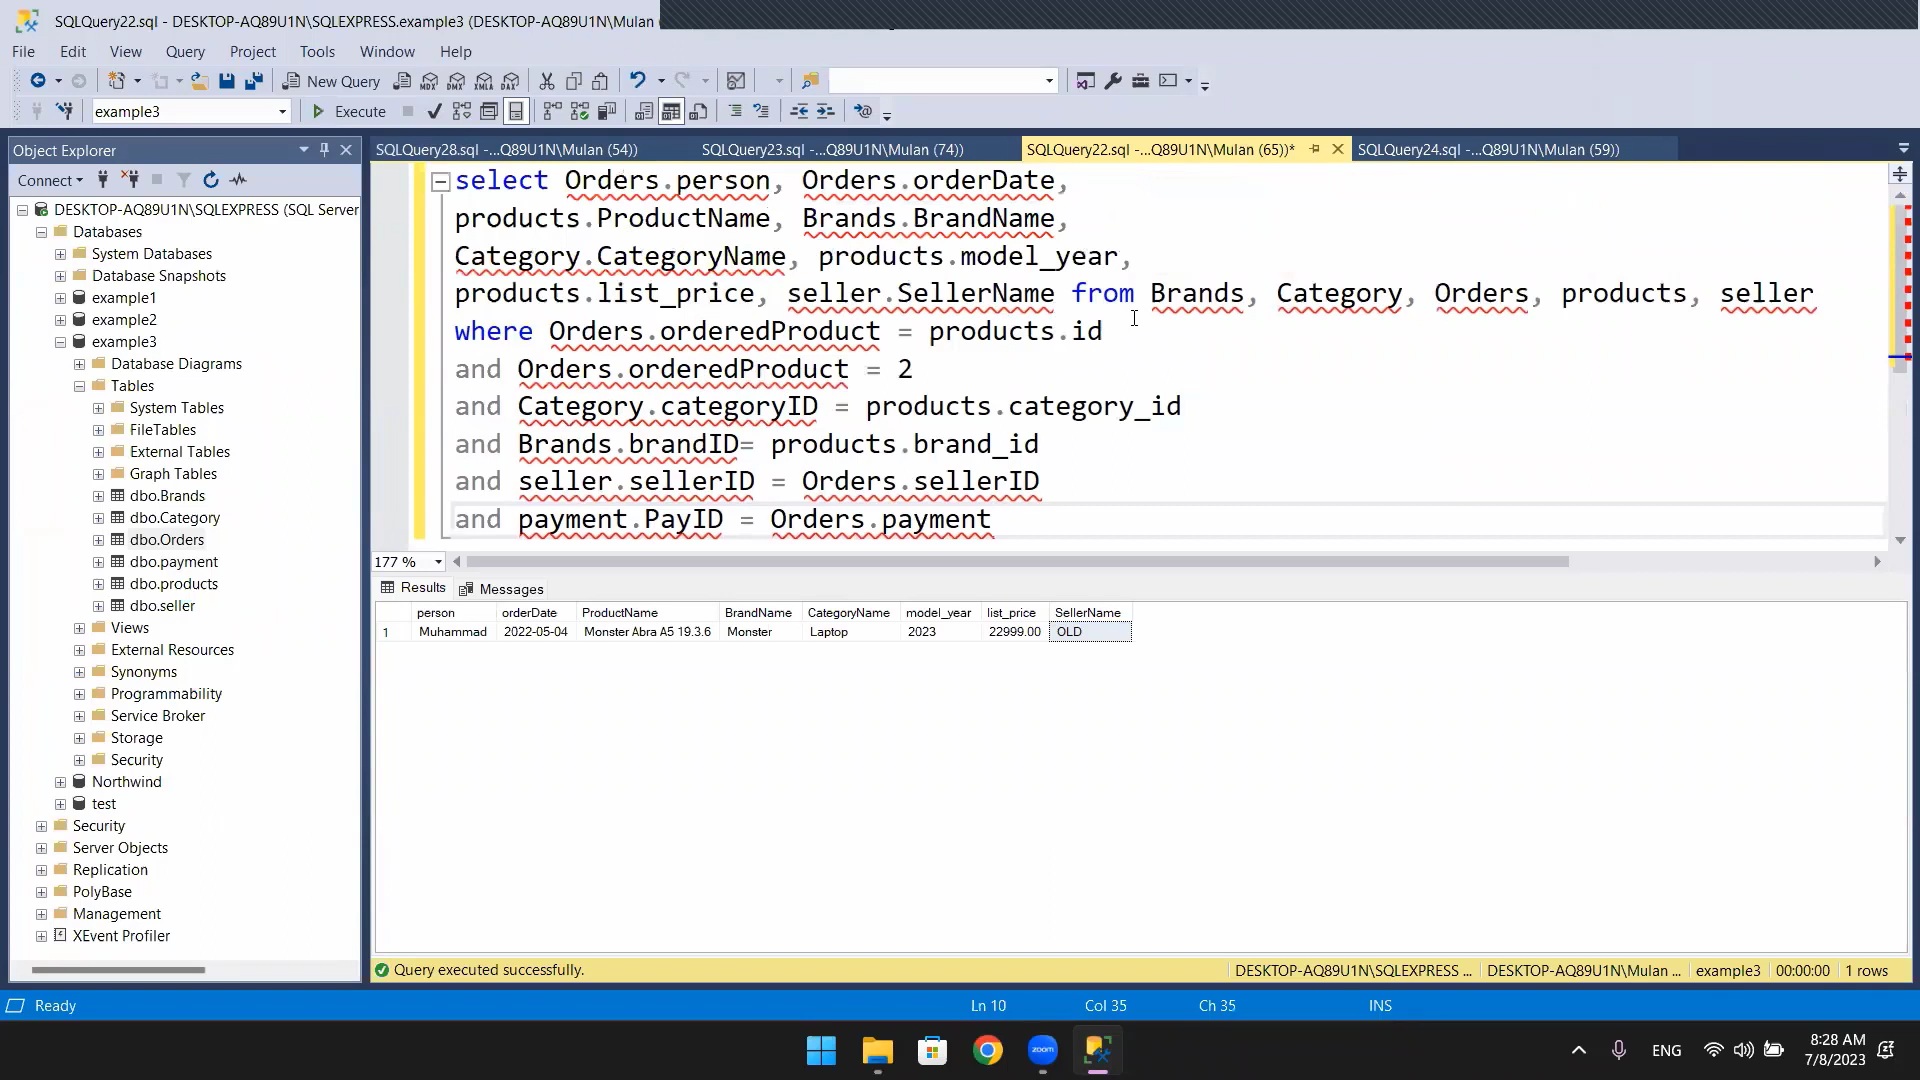 SQLQuery22.sql - DESKTOP-AQ89U1N\SQLEXPRESS.example3 (DESKTOP-AQ89U1N\Mulan
File Edit View Query Project Tools Window Help
New Query
example3 Execute
Object Explorer
Connect
DESKTOP-AQ89U1N\SQLEXPRESS (SQL Server
Databases
System Databases
Database Snapshots
example1
example2
example3
Database Diagrams
Tables
System Tables
FileTables
External Tables
Graph Tables
dbo.Brands
dbo.Category
dbo.Orders
dbo.payment
dbo.products
dbo.seller
Views
External Resources
Synonyms
Programmability
Service Broker
Storage
Security
Northwind
test
Security
Server Objects
Replication
PolyBase
Management
XEvent Profiler
SQLQuery28.sql -...Q89U1N\Mulan (54)) SQLQuery23.sql -...Q89U1N\Mulan (74)) SQLQuery22.sql -...Q89U1N\Mulan (65))* SQLQuery24.sql -...Q89U1N\Mulan (59))
select Orders.person, Orders.orderDate,
products.ProductName, Brands.BrandName,
Category.CategoryName, products.model_year,
products.list_price, seller.SellerName from Brands, Category, Orders, products, seller
where Orders.orderedProduct = products.id
and Orders.orderedProduct = 2
and Category.categoryID = products.category_id
and Brands.brandID= products.brand_id
and seller.sellerID = Orders.sellerID
and payment.PayID = Orders.payment
177 %
Results Messages
person orderDate ProductName BrandName CategoryName model_year list_price SellerName
1 Muhammad 2022-05-04 Monster Abra A5 19.3.6 Monster Laptop 2023 22999.00 OLD
Query executed successfully. DESKTOP-AQ89U1N\SQLEXPRESS ... DESKTOP-AQ89U1N\Mulan ... example3 00:00:00 1 rows
Ready Ln 10 Col 35 Ch 35 INS
zoom
ENG
8:28 AM
7/8/2023